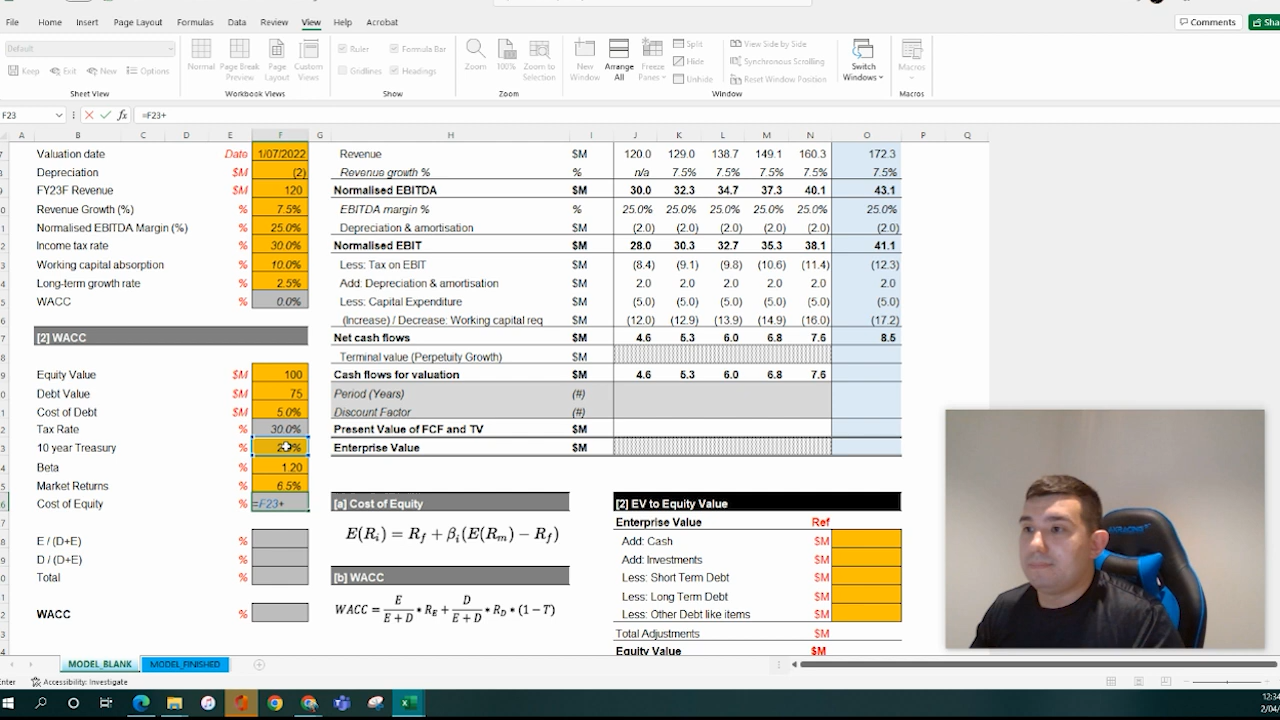 File Home Insert Page Layout Formulas Data Review View Help Acrobat Comments Sha
Default
Keep Exit New Options
Sheet View
Normal Page Break Preview Page Layout Custom Views
Workbook Views
Ruler Formula Bar
Gridlines Headings
Show
Zoom 100% Zoom to Selection
Zoom
New Window Arrange All Freeze Panes
Split
Hide
Unhide
View Side by Side
Synchronous Scrolling
Reset Window Position
Switch Windows
Window
Macros
Macros
F23 fx =F23+
A B C D E F G H I J K L M N O P Q
Valuation date Date 1/07/2022 Revenue $M 120.0 129.0 138.7 149.1 160.3 172.3
Depreciation $M (2) Revenue growth % % n/a 7.5% 7.5% 7.5% 7.5% 7.5%
FY23F Revenue $M 120 Normalised EBITDA $M 30.0 32.3 34.7 37.3 40.1 43.1
Revenue Growth (%) % 7.5% EBITDA margin % % 25.0% 25.0% 25.0% 25.0% 25.0% 25.0%
Normalised EBITDA Margin (%) % 25.0% Depreciation & amortisation $M (2.0) (2.0) (2.0) (2.0) (2.0) (2.0)
Income tax rate % 30.0% Normalised EBIT $M 28.0 30.3 32.7 35.3 38.1 41.1
Working capital absorption % 10.0% Less: Tax on EBIT $M (8.4) (9.1) (9.8) (10.6) (11.4) (12.3)
Long-term growth rate % 2.5% Add: Depreciation & amortisation $M 2.0 2.0 2.0 2.0 2.0 2.0
WACC % 0.0% Less: Capital Expenditure $M (5.0) (5.0) (5.0) (5.0) (5.0) (5.0)
(Increase) / Decrease: Working capital req $M (12.0) (12.9) (13.9) (14.9) (16.0) (17.2)
[2] WACC Net cash flows $M 4.6 5.3 6.0 6.8 7.6 8.5
Terminal value (Perpetuity Growth) $M
Equity Value $M 100 Cash flows for valuation $M 4.6 5.3 6.0 6.8 7.6
Debt Value $M 75 Period (Years) (#)
Cost of Debt $M 5.0% Discount Factor (#)
Tax Rate % 30.0% Present Value of FCF and TV $M
10 year Treasury % Enterprise Value $M
Beta % 1.20
Market Returns % 6.5%
Cost of Equity % =F23+ [a] Cost of Equity [2] EV to Equity Value
Enterprise Value Ref
E / (D+E) % E(Ri) = Rf + βi(E(Rm) − Rf) Add: Cash $M
D / (D+E) % Add: Investments $M
Total % [b] WACC Less: Short Term Debt $M
Less: Long Term Debt $M
WACC % WACC = E/(E+D) * RE + D/(E+D) * RD * (1 − T) Less: Other Debt like items $M
Total Adjustments $M
Equity Value $M
AKRACING
MODEL_BLANK MODEL_FINISHED
Accessibility: Investigate
12:34
2/04/